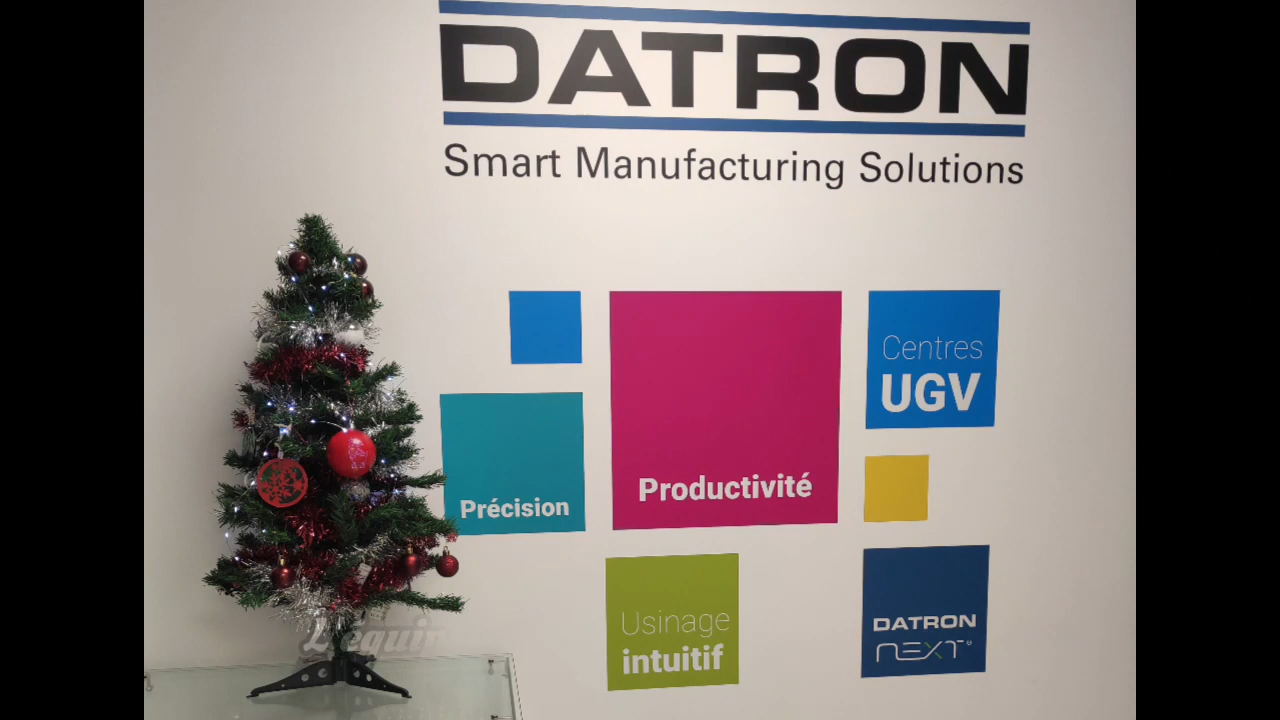 DATRON
Smart Manufacturing Solutions
Centres
UGV
Productivité
Précision
Usinage
intuitif
DATRON
NEXT®